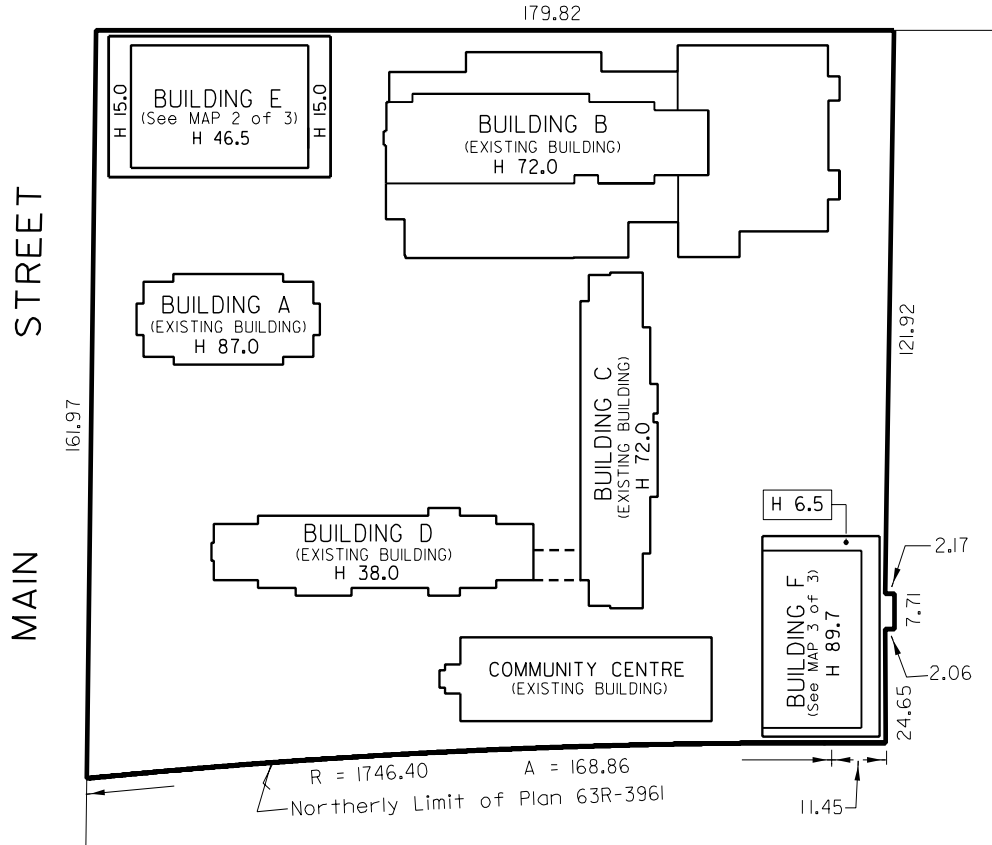 179.82
BUILDING E
(See MAP 2 of 3)
H 46.5
H 15.0
H 15.0
BUILDING B
(EXISTING BUILDING)
H 72.0
STREET
MAIN
BUILDING A
(EXISTING BUILDING)
H 87.0
121.92
161.97
BUILDING C
(EXISTING BUILDING)
H 72.0
H 6.5
BUILDING D
(EXISTING BUILDING)
H 38.0
2.17
7.71
2.06
24.65
BUILDING F
(See MAP 3 of 3)
H 89.7
COMMUNITY CENTRE
(EXISTING BUILDING)
R = 1746.40
A = 168.86
Northerly Limit of Plan 63R-3961
11.45